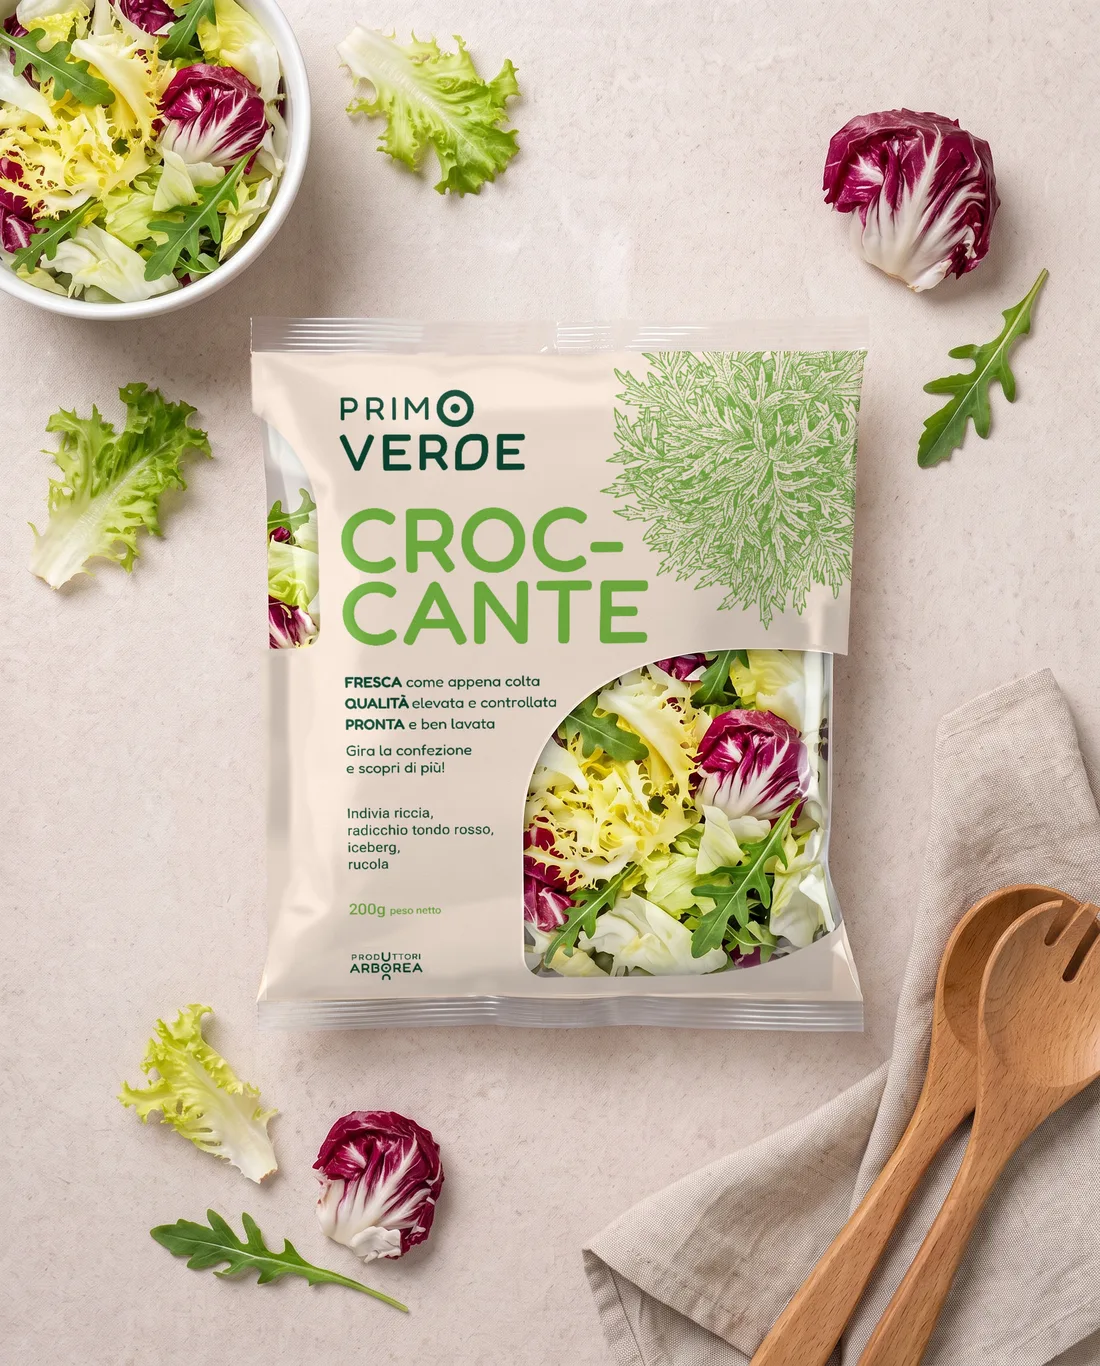 PRIMO
VERDE
CROC-
CANTE
FRESCA come appena colta
QUALITÀ elevata e controllata
PRONTA e ben lavata
Gira la confezione
e scopri di più!
Indivia riccia,
radicchio tondo rosso,
iceberg,
rucola
200g peso netto
PRODUTTORI
ARBOREA